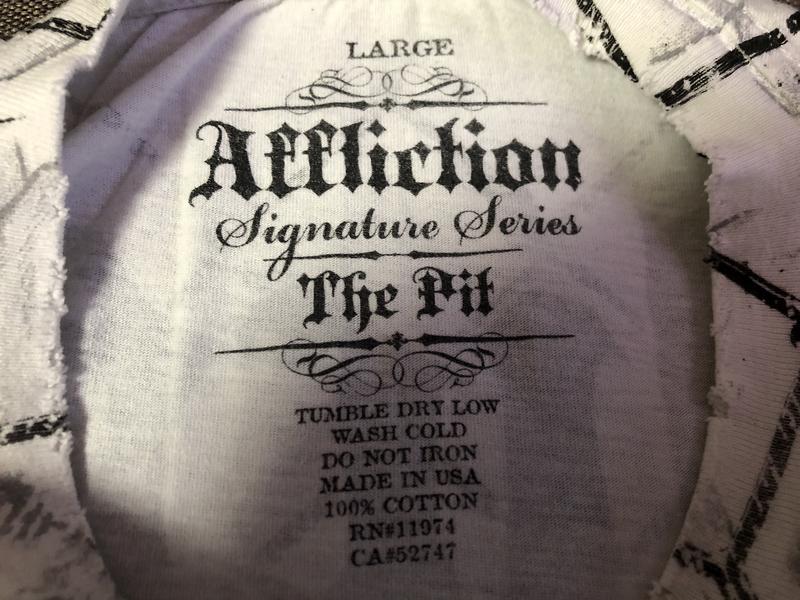 LARGE
Affliction
Signature Series
The Pit
TUMBLE DRY LOW
WASH COLD
DO NOT IRON
MADE IN USA
100% COTTON
RN#11974
CA#52747